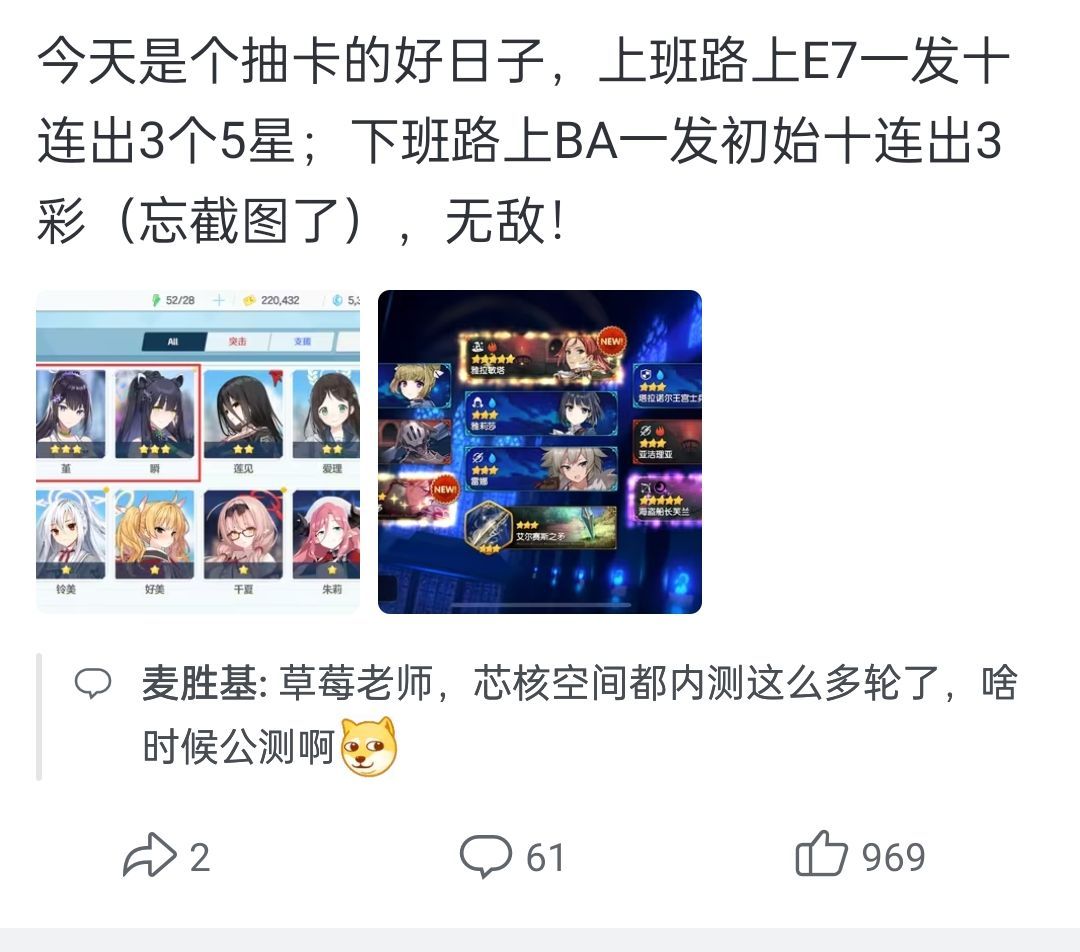 今天是个抽卡的好日子，上班路上E7一发十
连出3个5星；下班路上BA一发初始十连出3
彩（忘截图了），无敌！
52/28
220,432
5,3
All
突击
支援
堇
瞬
莲见
爱理
铃美
好美
千夏
朱莉
NEW!
雅拉敏塔
雅莉莎
雷娜
艾尔赛斯之矛
NEW!
塔拉诺尔王宫士兵
亚洁理亚
海盗船长芙兰
麦胜基: 草莓老师，芯核空间都内测这么多轮了，啥
时候公测啊
2
61
969